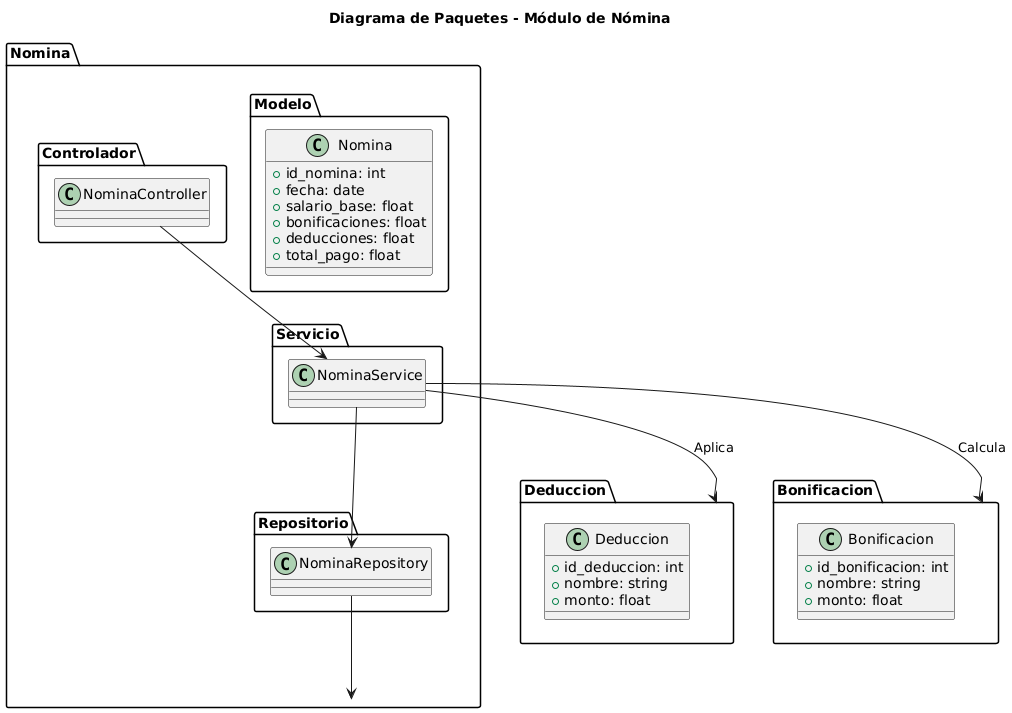 Diagrama de Paquetes - Módulo de Nómina
Nomina
Modelo
C Nomina
id_nomina: int
fecha: date
salario_base: float
bonificaciones: float
deducciones: float
total_pago: float
Controlador
C NominaController
Servicio
C NominaService
Aplica
Calcula
Deduccion
C Deduccion
id_deduccion: int
nombre: string
monto: float
Bonificacion
C Bonificacion
id_bonificacion: int
nombre: string
monto: float
Repositorio
C NominaRepository